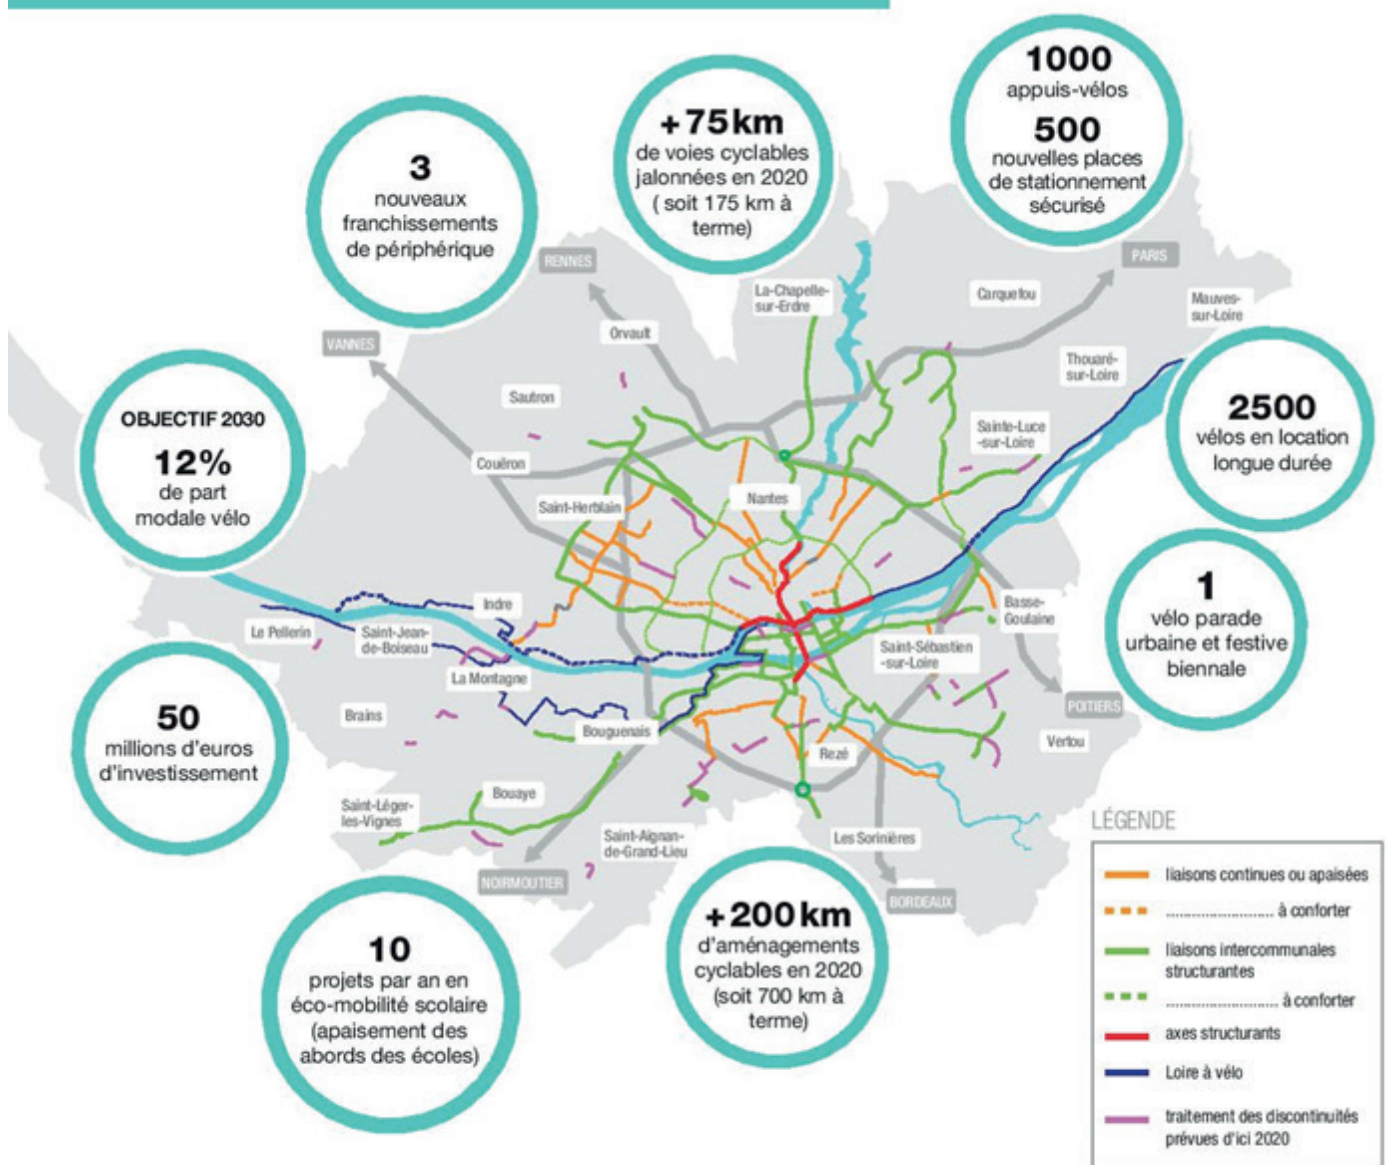 1000
appuis-vélos
500
nouvelles places
de stationnement
sécurisé
+ 75 km
de voies cyclables
jalonnées en 2020
( soit 175 km à
terme)
3
nouveaux
franchissements
de périphérique
RENNES
PARIS
La-Chapelle-
sur-Erdre
Carquefou
Mauves-
sur-Loire
Orvault
VANNES
Thouaré-
sur-Loire
Sautron
OBJECTIF 2030
12%
de part
modale vélo
2500
vélos en location
longue durée
Sainte-Luce
-sur-Loire
Couëron
Nantes
Saint-Herblain
1
vélo parade
urbaine et festive
biennale
Indre
Basse-
Goulaine
Le Pellerin
Saint-Jean-
de-Boiseau
Saint-Sébastien
-sur-Loire
La Montagne
POITIERS
Brains
50
millions d'euros
d'investissement
Bouguenais
Rezé
Vertou
Bouaye
Saint-Léger-
les-Vignes
Saint-Aignan-
de-Grand-Lieu
Les Sorinières
NOIRMOUTIER
BORDEAUX
10
projets par an en
éco-mobilité scolaire
(apaisement des
abords des écoles)
+ 200 km
d'aménagements
cyclables en 2020
(soit 700 km à
terme)
LÉGENDE
liaisons continues ou apaisées
........................... à conforter
liaisons intercommunales
structurantes
............................ à conforter
axes structurants
Loire à vélo
traitement des discontinuités
prévues d'ici 2020